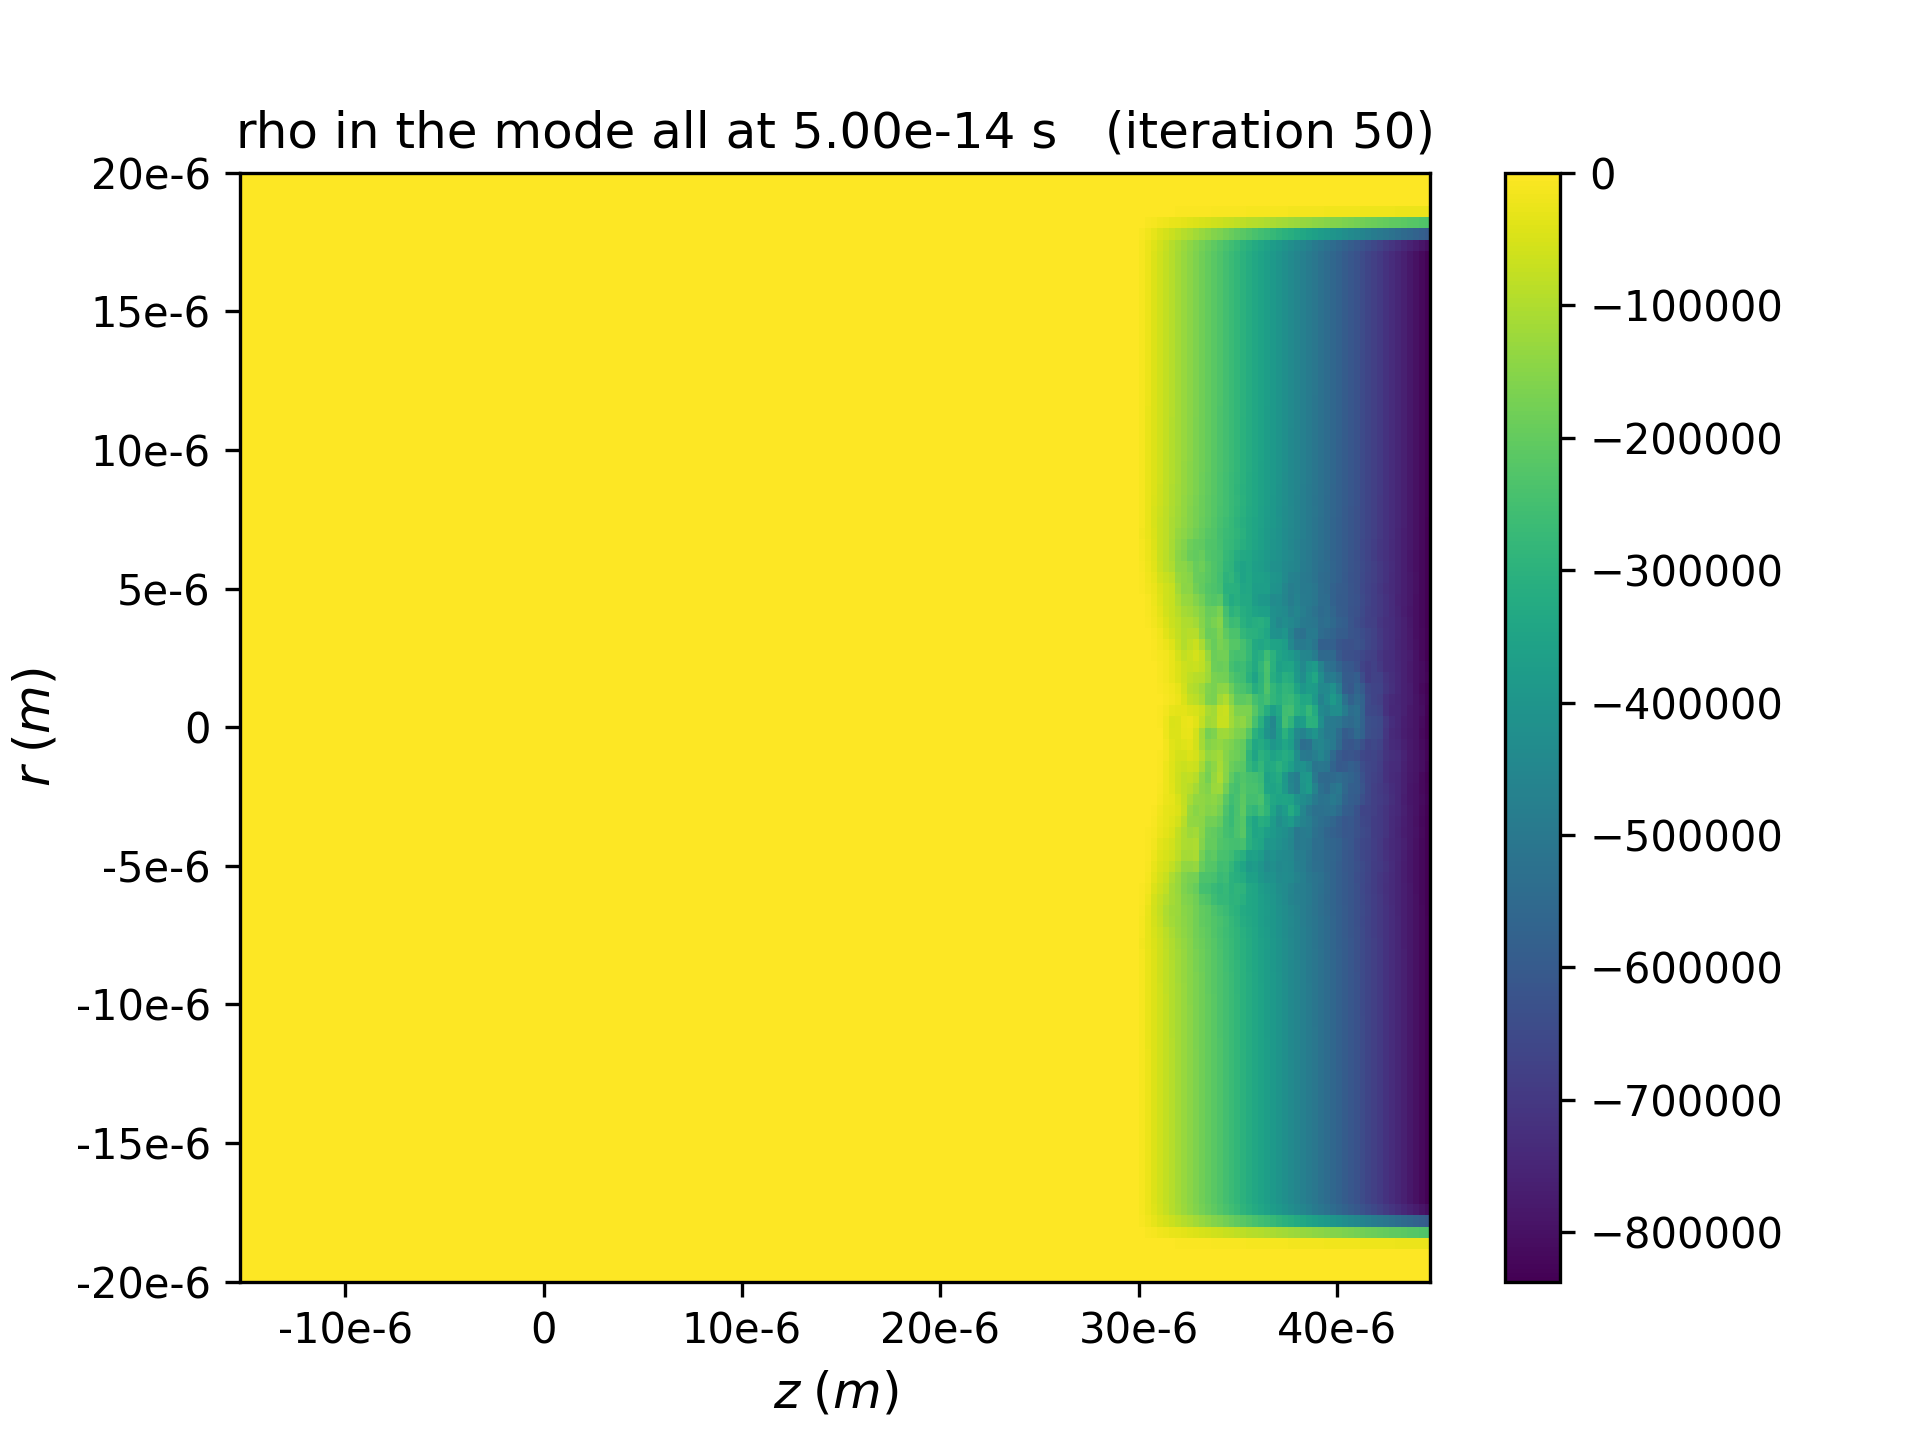 rho in the mode all at 5.00e-14 s   (iteration 50)
20e-6
15e-6
10e-6
5e-6
0
-5e-6
-10e-6
-15e-6
-20e-6
r (m)
-10e-6
0
10e-6
20e-6
30e-6
40e-6
z (m)
0
−100000
−200000
−300000
−400000
−500000
−600000
−700000
−800000